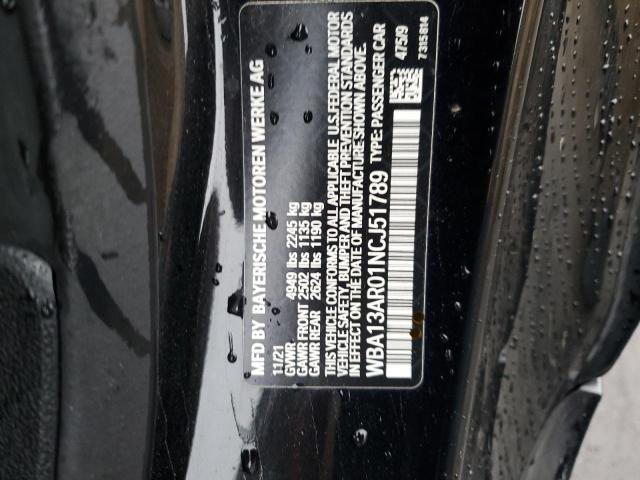 MFD BY BAYERISCHE MOTOREN WERKE AG
11/21
GVWR 4949 lbs 2245 kg
GAWR FRONT 2502 lbs 1135 kg
GAWR REAR 2624 lbs 1190 kg
THIS VEHICLE CONFORMS TO ALL APPLICABLE U.S. FEDERAL MOTOR
VEHICLE SAFETY, BUMPER AND THEFT PREVENTION STANDARDS
IN EFFECT ON THE DATE OF MANUFACTURE SHOWN ABOVE.
WBA13AR01NCJ51789 TYPE: PASSENGER CAR
475/9
7315814